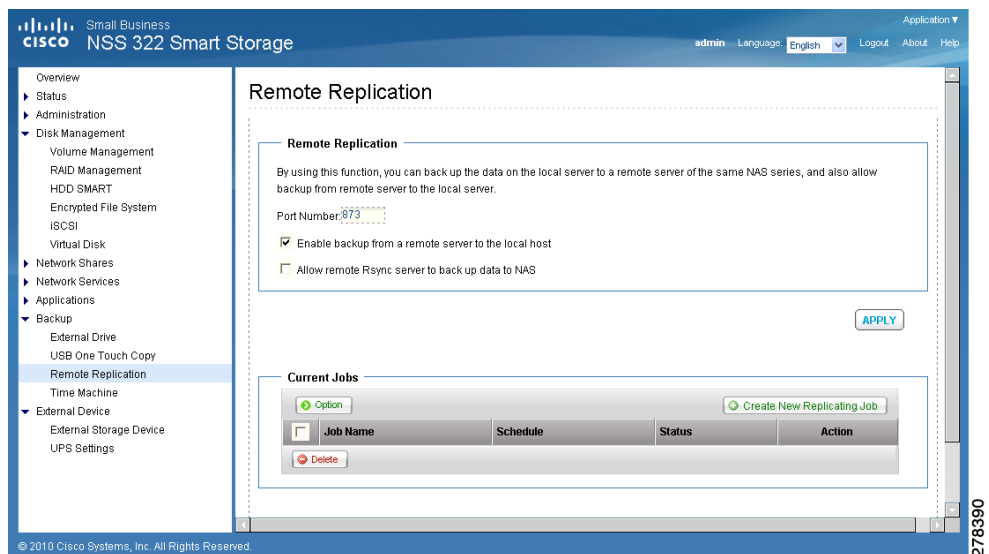 Small Business
CISCO NSS 322 Smart Storage
Application ▼
admin Language: English Logout About Help
Overview
Status
Administration
Disk Management
Volume Management
RAID Management
HDD SMART
Encrypted File System
iSCSI
Virtual Disk
Network Shares
Network Services
Applications
Backup
External Drive
USB One Touch Copy
Remote Replication
Time Machine
External Device
External Storage Device
UPS Settings
Remote Replication
Remote Replication
By using this function, you can back up the data on the local server to a remote server of the same NAS series, and also allow
backup from remote server to the local server.
Port Number: 873
Enable backup from a remote server to the local host
Allow remote Rsync server to back up data to NAS
APPLY
Current Jobs
Option
Create New Replicating Job
Job Name Schedule Status Action
Delete
© 2010 Cisco Systems, Inc. All Rights Reserved.
278390